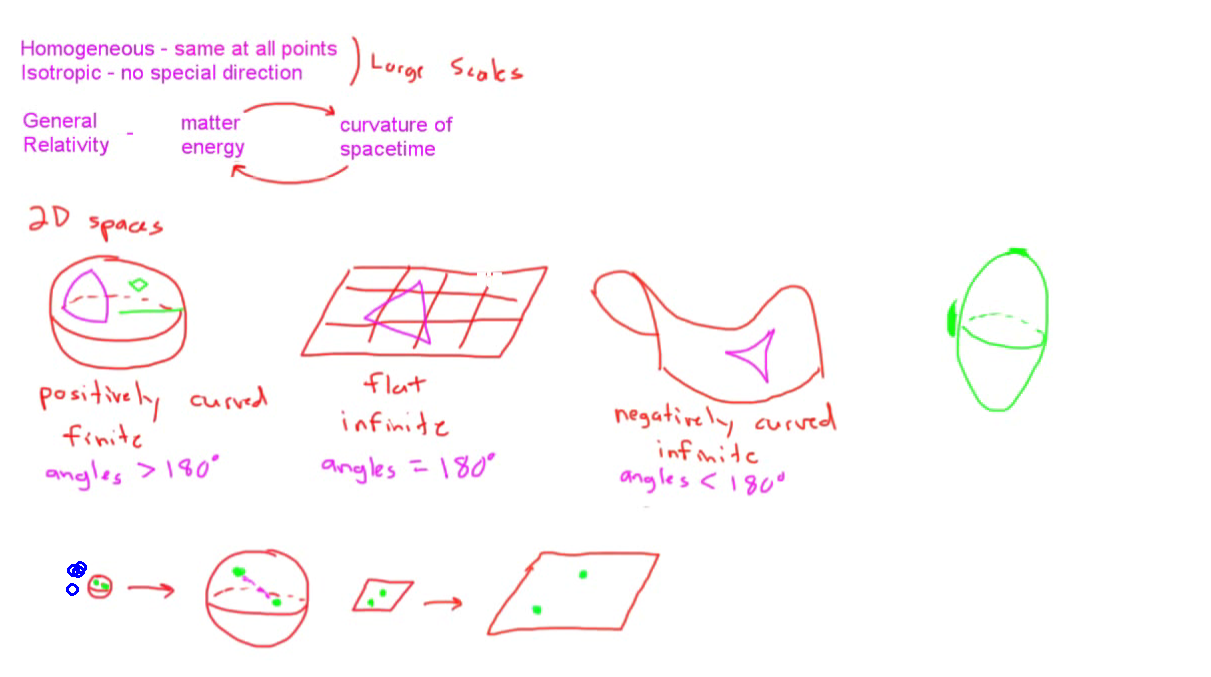 Homogeneous - same at all points
Isotropic - no special direction
) Large Scales
General Relativity - matter energy
curvature of spacetime
2D spaces
positively curved
finite
angles > 180°
flat
infinite
angles = 180°
negatively curved
infinite
angles < 180°